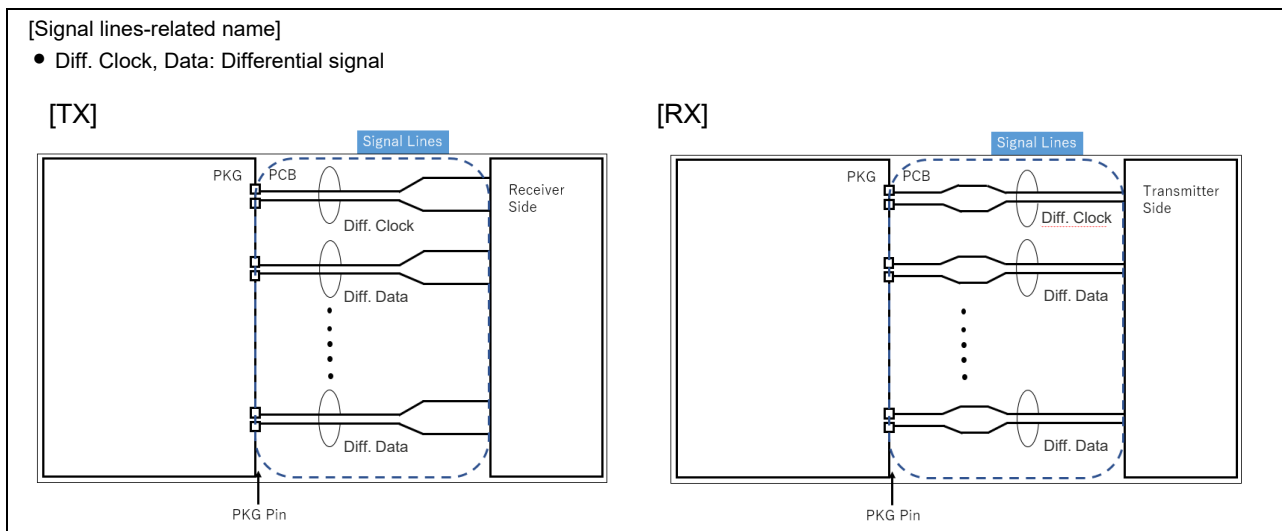 [Signal lines-related name]
● Diff. Clock, Data: Differential signal
[TX]
Signal Lines
PKG
PCB
Receiver
Side
Diff. Clock
Diff. Data
Diff. Data
PKG Pin
[RX]
Signal Lines
PKG
PCB
Transmitter
Side
Diff. Clock
Diff. Data
Diff. Data
PKG Pin